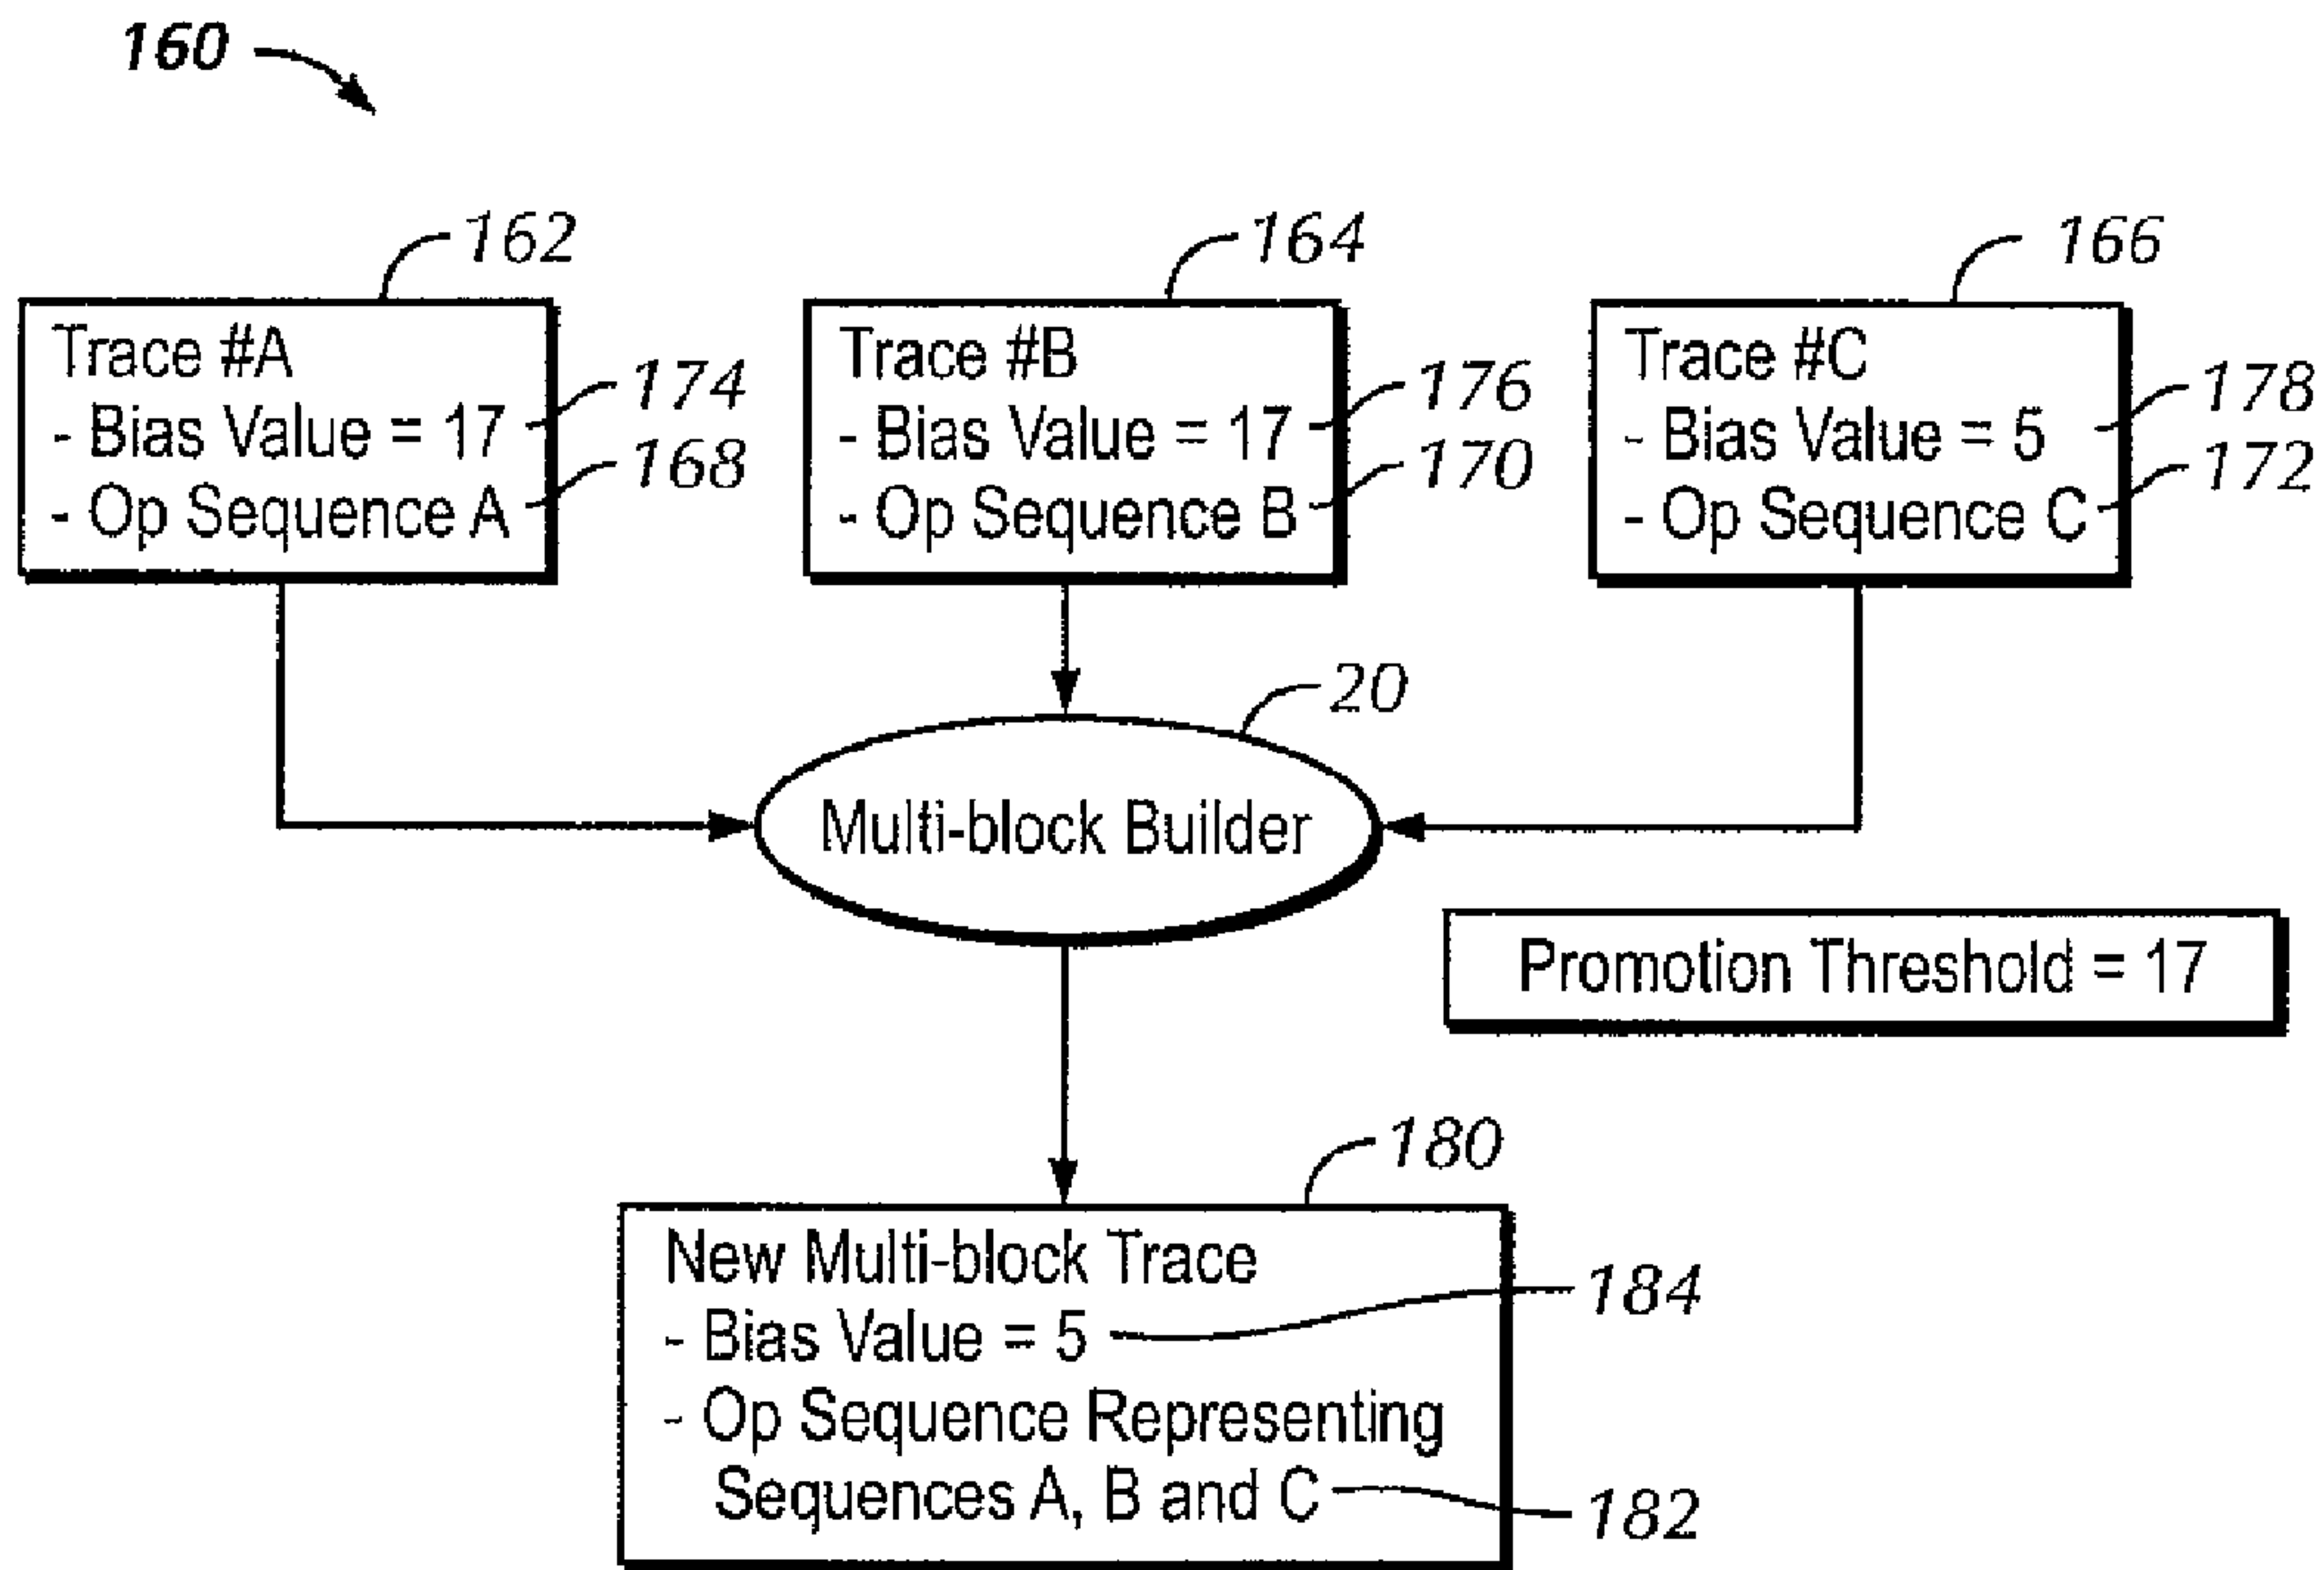 160
162
164
166
Trace #A
- Bias Value = 17
- Op Sequence A
174
168
Trace #B
- Bias Value = 17
- Op Sequence B
176
170
Trace #C
- Bias Value = 5
- Op Sequence C
178
172
20
Multi-block Builder
Promotion Threshold = 17
180
New Multi-block Trace
- Bias Value = 5
- Op Sequence Representing
Sequences A, B and C
184
182